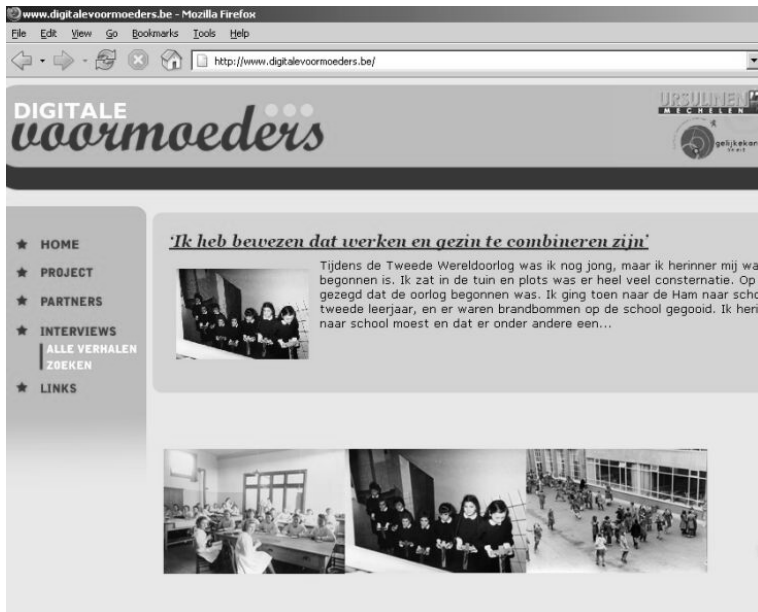 www.digitalevoormoeders.be - Mozilla Firefox
File Edit View Go Bookmarks Tools Help
http://www.digitalevoormoeders.be/
DIGITALE
voormoeders
URSULINEN
MECHELEN
gelijkekan
HOME
PROJECT
PARTNERS
INTERVIEWS
ALLE VERHALEN
ZOEKEN
LINKS
'Ik heb bewezen dat werken en gezin te combineren zijn'
Tijdens de Tweede Wereldoorlog was ik nog jong, maar ik herinner mij wa
begonnen is. Ik zat in de tuin en plots was er heel veel consternatie. Op
gezegd dat de oorlog begonnen was. Ik ging toen naar de Ham naar scho
tweede leerjaar, en er waren brandbommen op de school gegooid. Ik heri
naar school moest en dat er onder andere een...